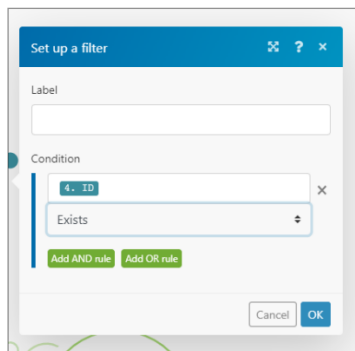 Set up a filter ? ×
Label
Condition
4. ID
Exists
Add AND rule Add OR rule
Cancel OK